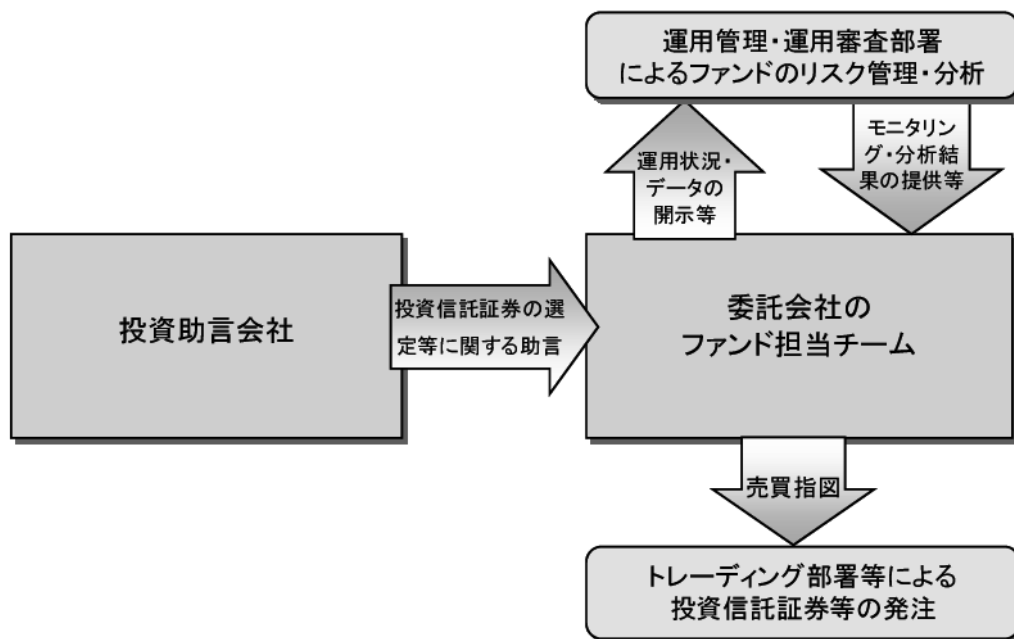 運用管理・運用審査部署
によるファンドのリスク管理・分析
運用状況・
データの
開示等
モニタリン
グ・分析結
果の提供等
投資助言会社
投資信託証券の選
定等に関する助言
委託会社の
ファンド担当チーム
売買指図
トレーディング部署等による
投資信託証券等の発注